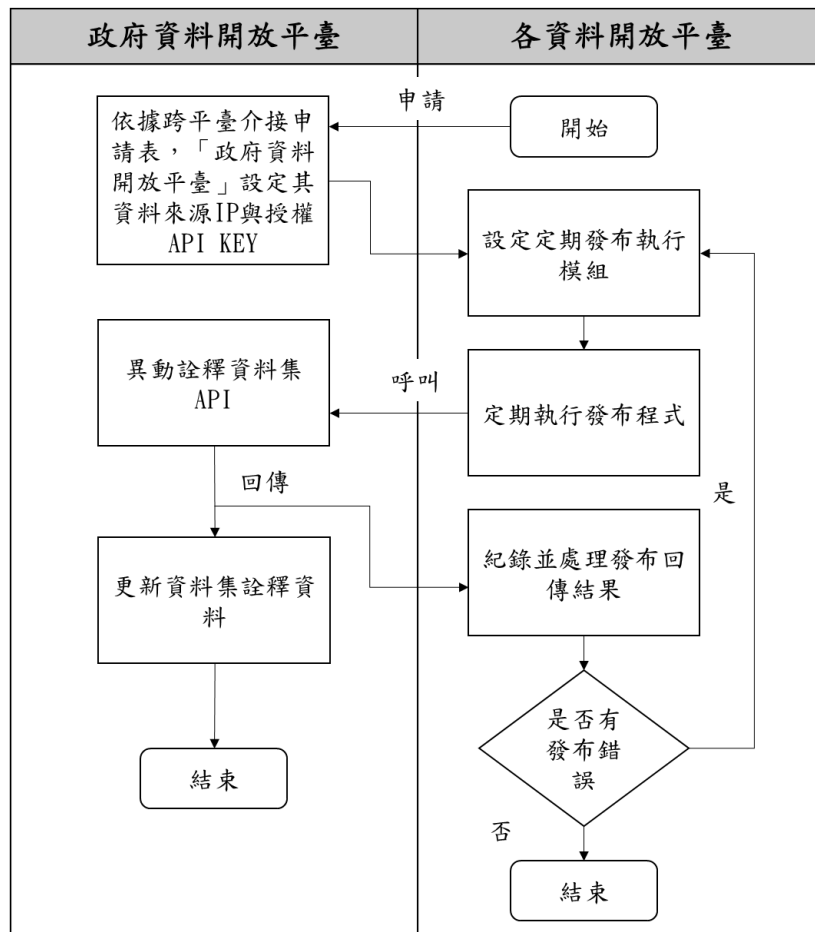 政府資料開放平臺
各資料開放平臺
申請
開始
依據跨平臺介接申
請表，「政府資料
開放平臺」設定其
資料來源IP與授權
API KEY
設定定期發布執行
模組
異動詮釋資料集
API
呼叫
定期執行發布程式
是
回傳
更新資料集詮釋資
料
紀錄並處理發布回
傳結果
是否有
發布錯
誤
結束
否
結束